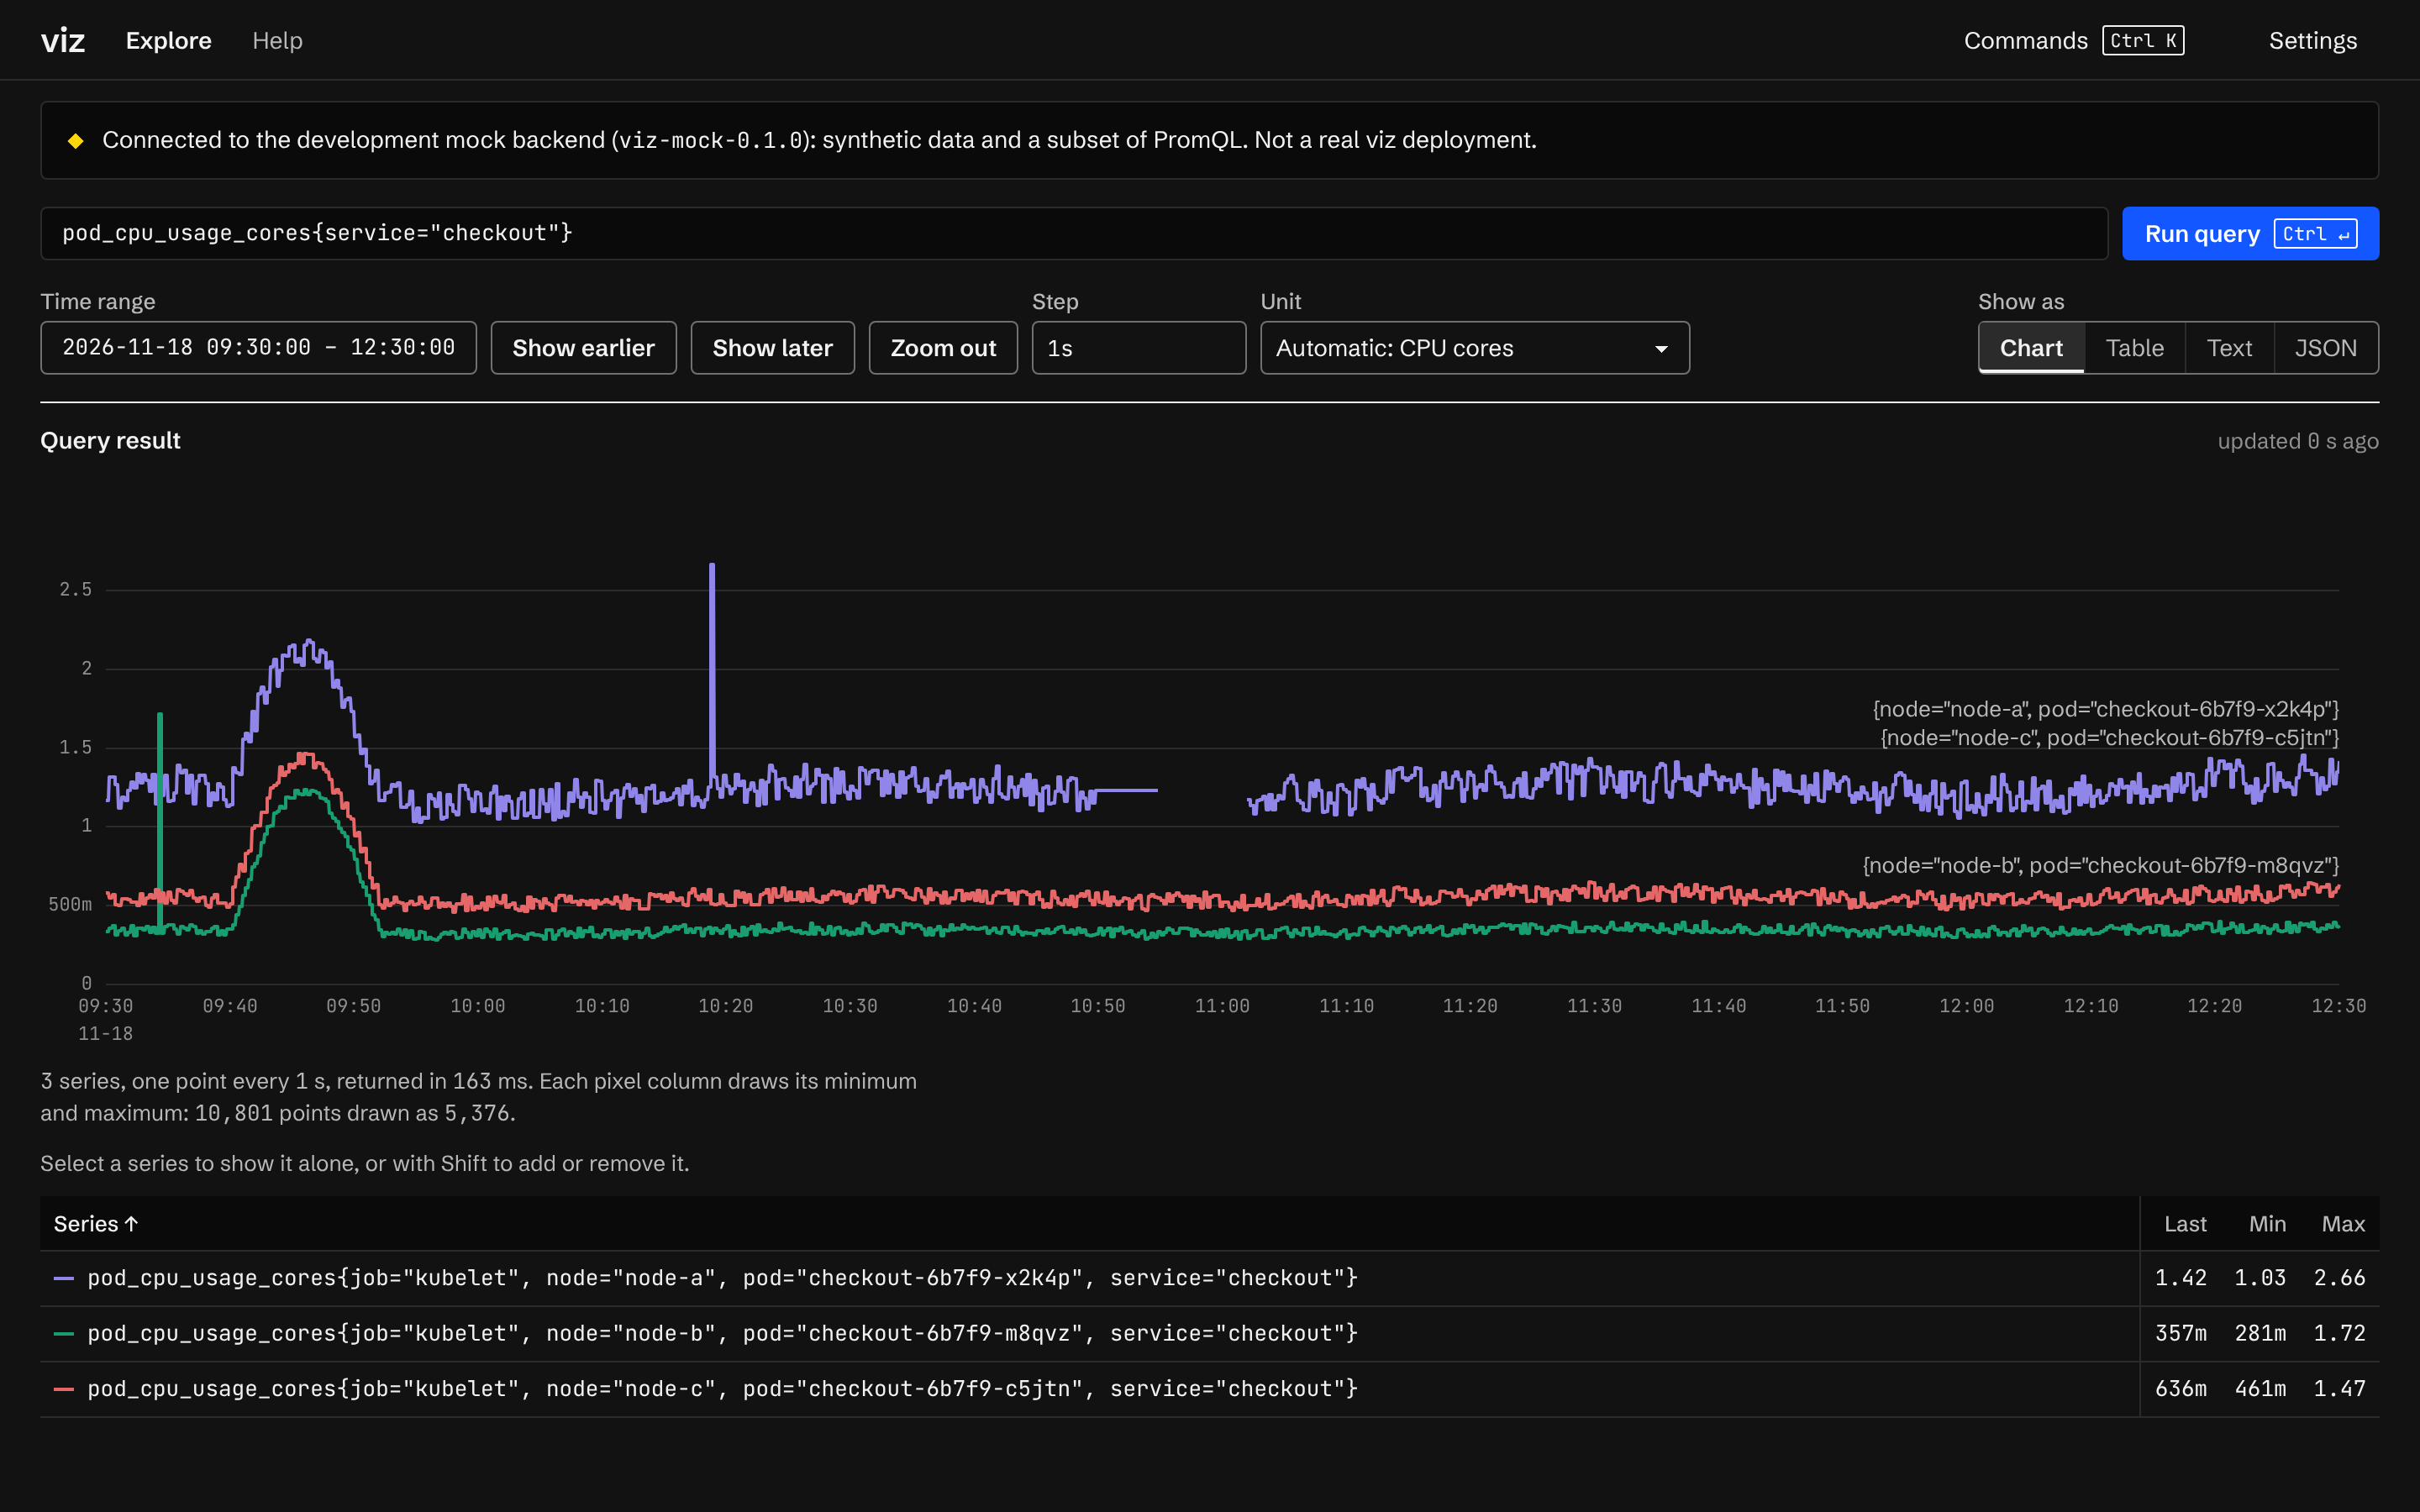 viz Explore Help Commands Ctrl K Settings
Connected to the development mock backend (viz-mock-0.1.0): synthetic data and a subset of PromQL. Not a real viz deployment.
pod_cpu_usage_cores{service="checkout"} Run query Ctrl ↵
Time range Step Unit Show as
2026-11-18 09:30:00 – 12:30:00 Show earlier Show later Zoom out 1s Automatic: CPU cores Chart Table Text JSON
Query result updated 0 s ago
2.5
2
{node="node-a", pod="checkout-6b7f9-x2k4p"}
1.5 {node="node-c", pod="checkout-6b7f9-c5jtn"}
1
{node="node-b", pod="checkout-6b7f9-m8qvz"}
500m
0
09:30 09:40 09:50 10:00 10:10 10:20 10:30 10:40 10:50 11:00 11:10 11:20 11:30 11:40 11:50 12:00 12:10 12:20 12:30
11-18
3 series, one point every 1 s, returned in 163 ms. Each pixel column draws its minimum
and maximum: 10,801 points drawn as 5,376.
Select a series to show it alone, or with Shift to add or remove it.
Series ↑ Last Min Max
pod_cpu_usage_cores{job="kubelet", node="node-a", pod="checkout-6b7f9-x2k4p", service="checkout"} 1.42 1.03 2.66
pod_cpu_usage_cores{job="kubelet", node="node-b", pod="checkout-6b7f9-m8qvz", service="checkout"} 357m 281m 1.72
pod_cpu_usage_cores{job="kubelet", node="node-c", pod="checkout-6b7f9-c5jtn", service="checkout"} 636m 461m 1.47